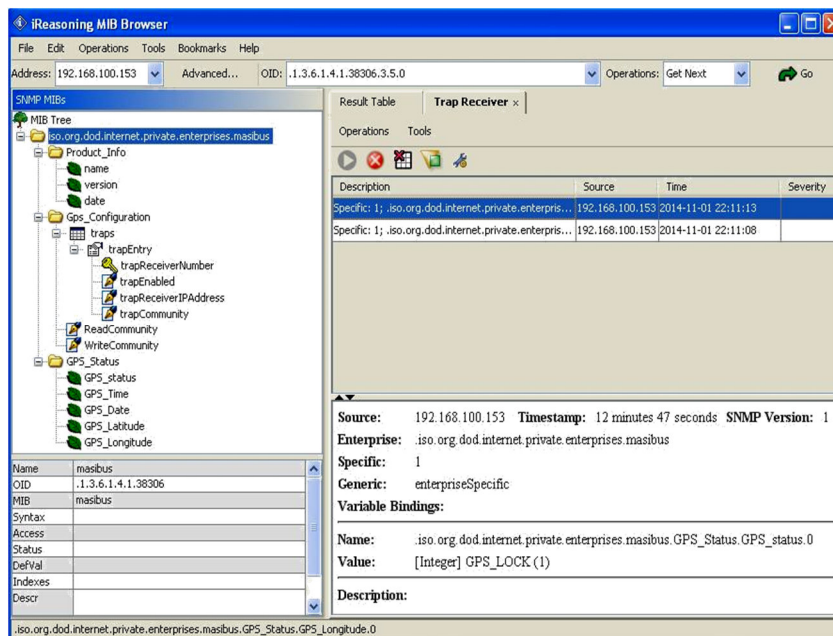 iReasoning MIB Browser
File Edit Operations Tools Bookmarks Help
Address: 192.168.100.153 Advanced... OID: .1.3.6.1.4.1.38306.3.5.0 Operations: Get Next Go
SNMP MIBs
MIB Tree
iso.org.dod.internet.private.enterprises.masibus
Product_Info
name
version
date
Gps_Configuration
traps
trapEntry
trapReceiverNumber
trapEnabled
trapReceiverIPAddress
trapCommunity
ReadCommunity
WriteCommunity
GPS_Status
GPS_status
GPS_Time
GPS_Date
GPS_Latitude
GPS_Longitude
Name masibus
OID .1.3.6.1.4.1.38306
MIB masibus
Syntax
Access
Status
DefVal
Indexes
Descr
Result Table Trap Receiver ×
Operations Tools
Description Source Time Severity
Specific: 1; .iso.org.dod.internet.private.enterpris... 192.168.100.153 2014-11-01 22:11:13
Specific: 1; .iso.org.dod.internet.private.enterpris... 192.168.100.153 2014-11-01 22:11:08
Source: 192.168.100.153 Timestamp: 12 minutes 47 seconds SNMP Version: 1
Enterprise: .iso.org.dod.internet.private.enterprises.masibus
Specific: 1
Generic: enterpriseSpecific
Variable Bindings:
Name: .iso.org.dod.internet.private.enterprises.masibus.GPS_Status.GPS_status.0
Value: [Integer] GPS_LOCK (1)
Description:
.iso.org.dod.internet.private.enterprises.masibus.GPS_Status.GPS_Longitude.0